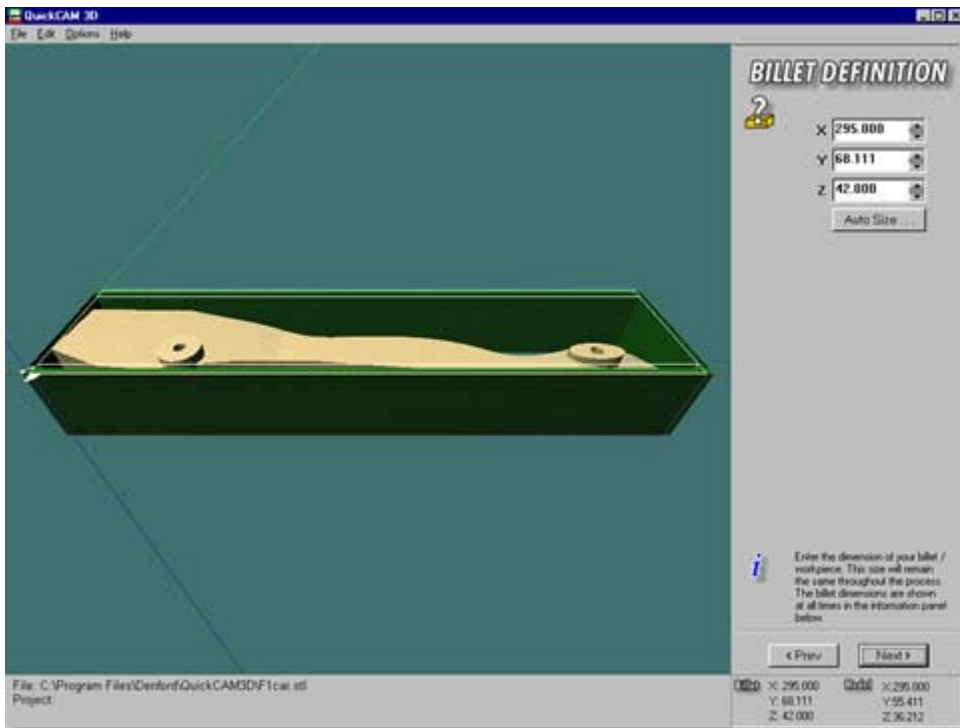 QuickCAM 3D
File Edit Options Help
BILLET DEFINITION
X 295.000
Y 68.111
Z 42.000
Auto Size . . .
Enter the dimension of your billet /
workpiece. This size will remain
the same throughout the process.
The billet dimensions are shown
at all times in the information panel
below.
< Prev Next >
File: C:\Program Files\Denford\QuickCAM3D\F1car.stl
Project:
X: 295.000 X:295.000
Y: 68.111 Y:55.411
Z: 42.000 Z:36.212